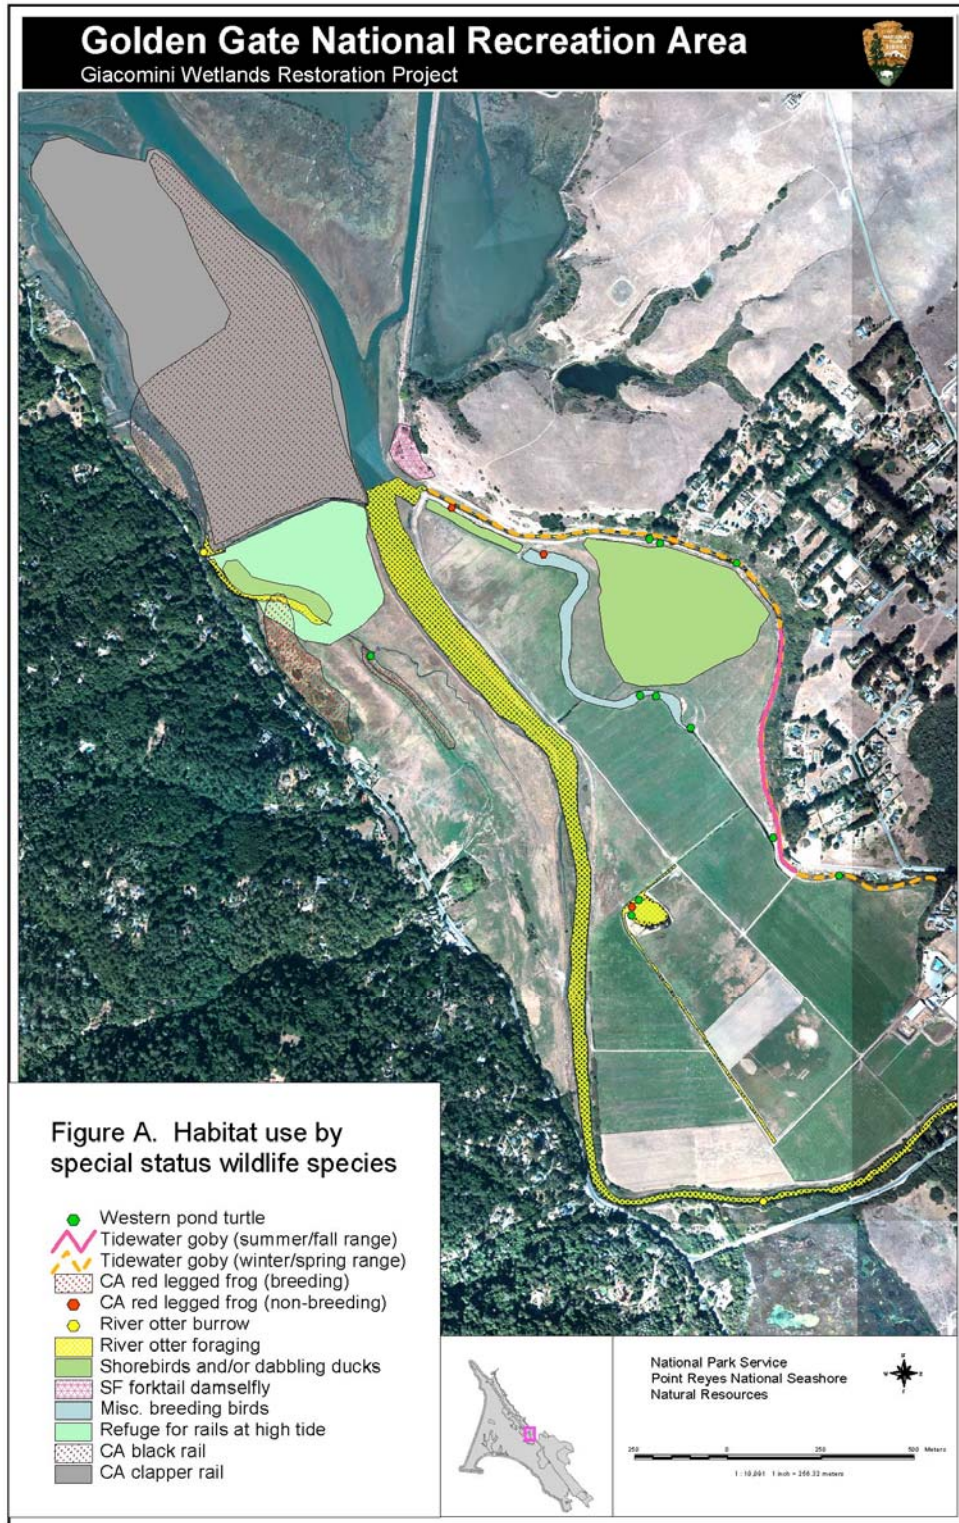 Golden Gate National Recreation Area
Giacomini Wetlands Restoration Project
Figure A. Habitat use by
special status wildlife species
Western pond turtle
Tidewater goby (summer/fall range)
Tidewater goby (winter/spring range)
CA red legged frog (breeding)
CA red legged frog (non-breeding)
River otter burrow
River otter foraging
Shorebirds and/or dabbling ducks
SF forktail damselfly
Misc. breeding birds
Refuge for rails at high tide
CA black rail
CA clapper rail
National Park Service
Point Reyes National Seashore
Natural Resources
N
W E
S
250 0 250 500 Meters
1 inch =
meters